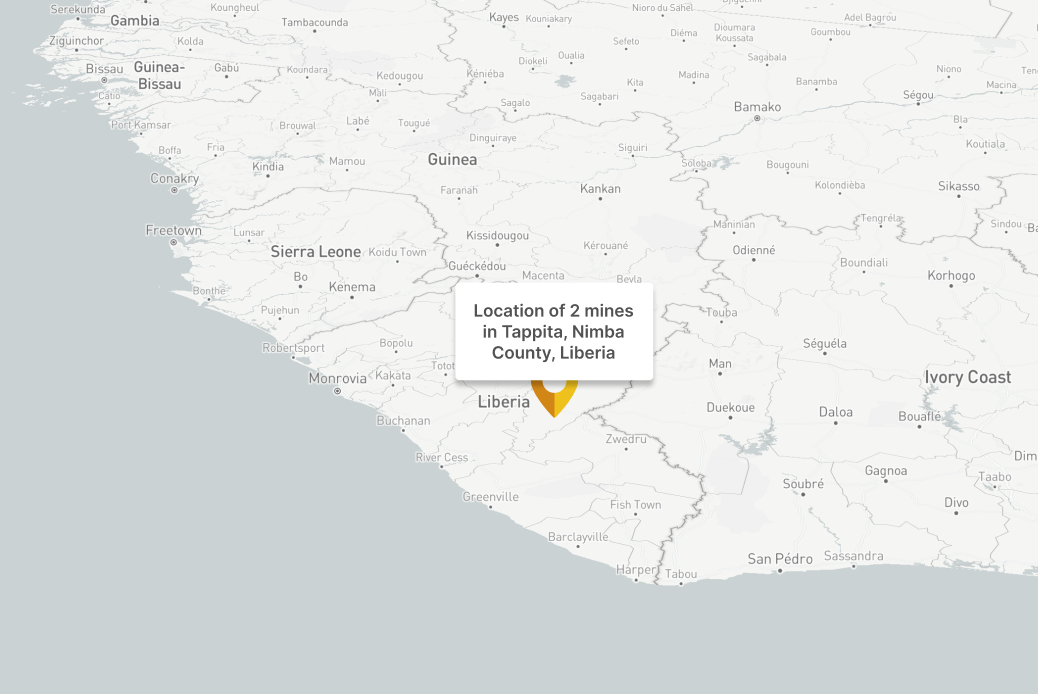 Serekunda
Koungheul
Gambia
Tambacounda
Kayes
Kouniakary
Nioro du Sahel
Diéma
Dioumara
Koussata
Adel Bagrou
Goumbou
Ziguinchor
Kolda
Sefeto
Oualia
Diokeli
Sagabala
Bissau
Guinea-
Bissau
Gabú
Koundara
Kedougou
Kéniéba
Kita
Madina
Banamba
Niono
Macina
Catio
Mali
Sagalo
Sagabari
Ségou
Bamako
Port Kamsar
Brouwal
Labé
Tougué
Dinguiraye
Bla
Koutiala
Boffa
Fria
Mamou
Guinea
Siguiri
Kindia
Soloba
Bougouni
Conakry
Faranah
Kankan
Kolondièba
Sikasso
Freetown
Lunsar
Kissidougou
Maninian
Tengréla
Sindou
Sierra Leone
Koidu Town
Kérouané
Odienné
Guéckédou
Macenta
Beyla
Boundiali
Korhogo
Bo
Kenema
Bonthe
Pujehun
Location of 2 mines
in Tappita, Nimba
County, Liberia
Touba
Robertsport
Bopolu
Séguéla
Monrovia
Kakata
Man
Ivory Coast
Liberia
Buchanan
Duekoue
Daloa
Bouaflé
Zwedru
River Cess
Gagnoa
Taabo
Greenville
Fish Town
Soubré
Divo
Barclayville
Harper
Tabou
San Pédro
Sassandra